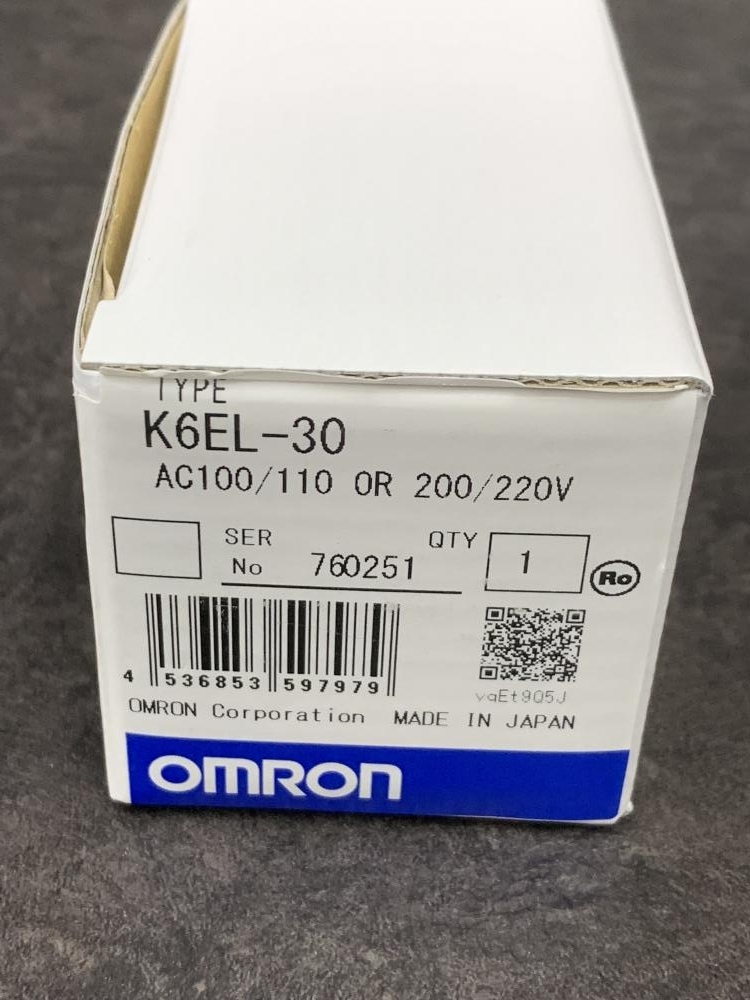 TYPE
K6EL-30
AC100/110 OR 200/220V
SER No 760251
QTY 1
Ro
4 536853 597979
vqEt9Q5J
OMRON Corporation MADE IN JAPAN
OMRON